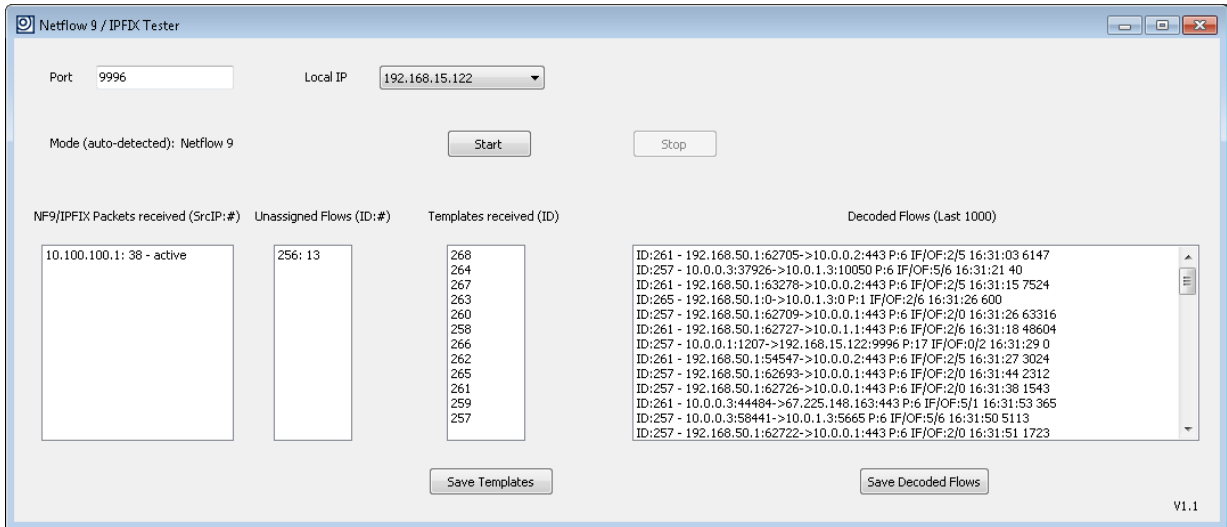 Netflow 9 / IPFIX Tester
Port 9996 Local IP 192.168.15.122
Mode (auto-detected): Netflow 9 Start Stop
NF9/IPFIX Packets received (SrcIP:#) Unassigned Flows (ID:#) Templates received (ID) Decoded Flows (Last 1000)
10.100.100.1: 38 - active
256: 13
268
264
267
263
260
258
266
262
265
261
259
257
ID:261 - 192.168.50.1:62705->10.0.0.2:443 P:6 IF/OF:2/5 16:31:03 6147
ID:257 - 10.0.0.3:37926->10.0.1.3:10050 P:6 IF/OF:5/6 16:31:21 40
ID:261 - 192.168.50.1:63278->10.0.0.2:443 P:6 IF/OF:2/5 16:31:15 7524
ID:265 - 192.168.50.1:0->10.0.1.3:0 P:1 IF/OF:2/6 16:31:26 600
ID:257 - 192.168.50.1:62709->10.0.0.1:443 P:6 IF/OF:2/0 16:31:26 63316
ID:261 - 192.168.50.1:62727->10.0.1.1:443 P:6 IF/OF:2/6 16:31:18 48604
ID:257 - 10.0.0.1:1207->192.168.15.122:9996 P:17 IF/OF:0/2 16:31:29 0
ID:261 - 192.168.50.1:54547->10.0.0.2:443 P:6 IF/OF:2/5 16:31:27 3024
ID:257 - 192.168.50.1:62693->10.0.0.1:443 P:6 IF/OF:2/0 16:31:44 2312
ID:257 - 192.168.50.1:62726->10.0.0.1:443 P:6 IF/OF:2/0 16:31:38 1543
ID:261 - 10.0.0.3:44484->67.225.148.163:443 P:6 IF/OF:5/1 16:31:53 365
ID:257 - 10.0.0.3:58441->10.0.1.3:5665 P:6 IF/OF:5/6 16:31:50 5113
ID:257 - 192.168.50.1:62722->10.0.0.1:443 P:6 IF/OF:2/0 16:31:51 1723
Save Templates Save Decoded Flows
V1.1